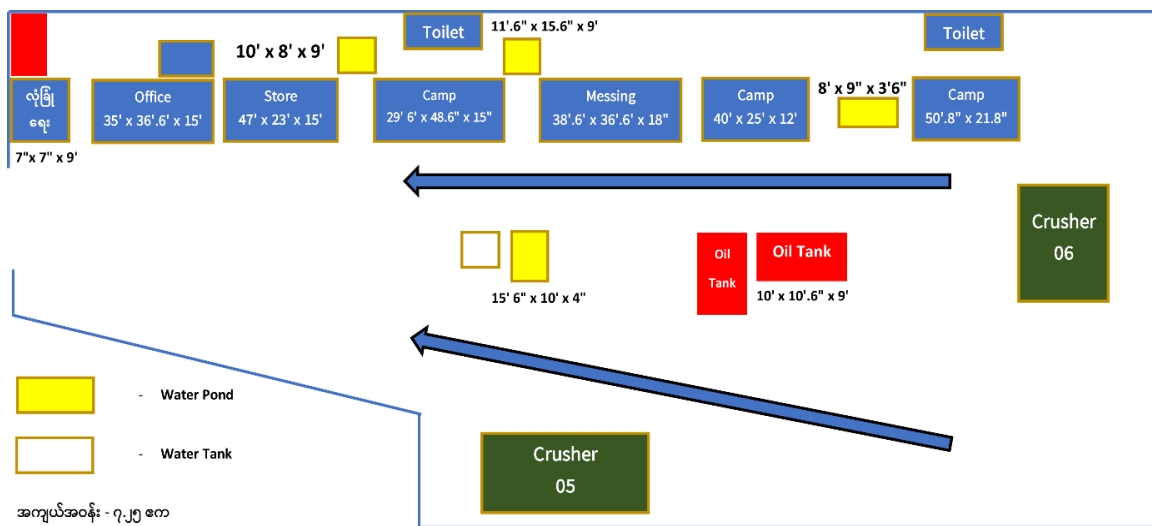 Toilet
11'.6" x 15.6" x 9'
Toilet
10' x 8' x 9'
8' x 9" x 3'6"
လုံခြုံ
ရေး
Office
35' x 36'.6' x 15'
Store
47' x 23' x 15'
Camp
29' 6' x 48.6" x 15"
Messing
38'.6' x 36'.6' x 18"
Camp
40' x 25' x 12'
Camp
50'.8" x 21.8"
7"x 7" x 9'
Crusher
06
Oil
Tank
Oil Tank
10' x 10'.6" x 9'
15' 6" x 10' x 4"
- Water Pond
- Water Tank
Crusher
05
အကျယ်အဝန်း - ၇.၂၅ ဧက